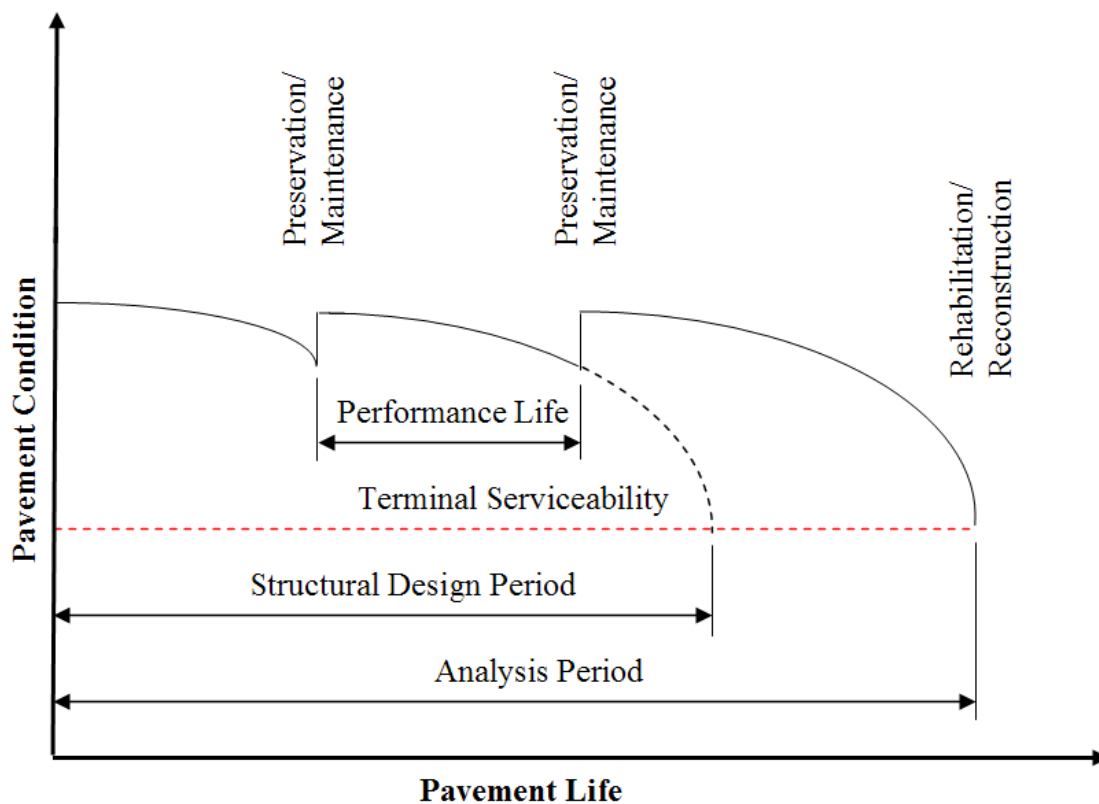 Preservation/
Maintenance
Preservation/
Maintenance
Rehabilitation/
Reconstruction
Pavement Condition
Performance Life
Terminal Serviceability
Structural Design Period
Analysis Period
Pavement Life